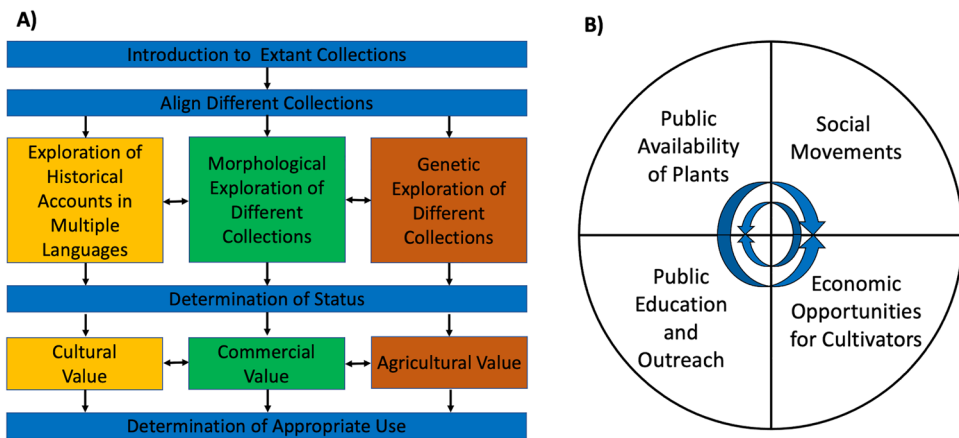 A)
Introduction to Extant Collections
Align Different Collections
Exploration of
Historical
Accounts in
Multiple
Languages
Morphological
Exploration of
Different
Collections
Genetic
Exploration of
Different
Collections
Determination of Status
Cultural
Value
Commercial
Value
Agricultural Value
Determination of Appropriate Use
B)
Public
Availability
of Plants
Social
Movements
Public
Education
and
Outreach
Economic
Opportunities
for Cultivators